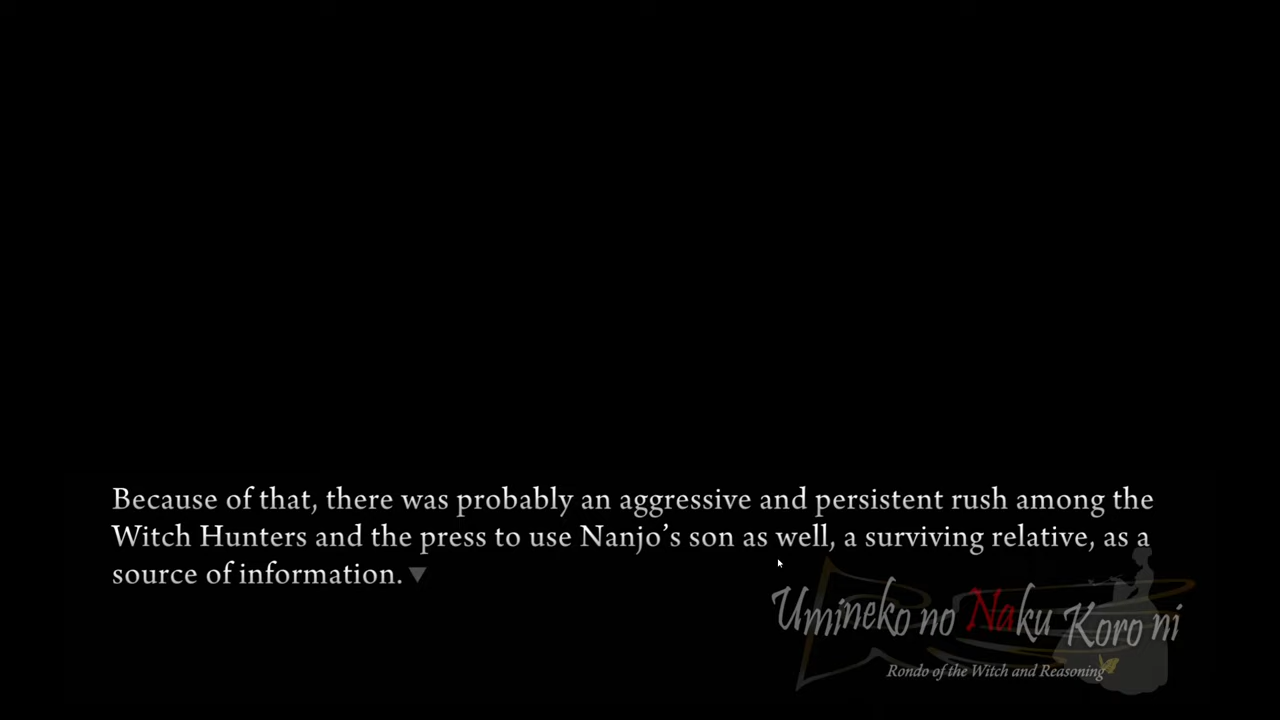 Because of that, there was probably an aggressive and persistent rush among the
Witch Hunters and the press to use Nanjo’s son as well, a surviving relative, as a
source of information.
Umineko no Naku Koro ni
Rondo of the Witch and Reasoning